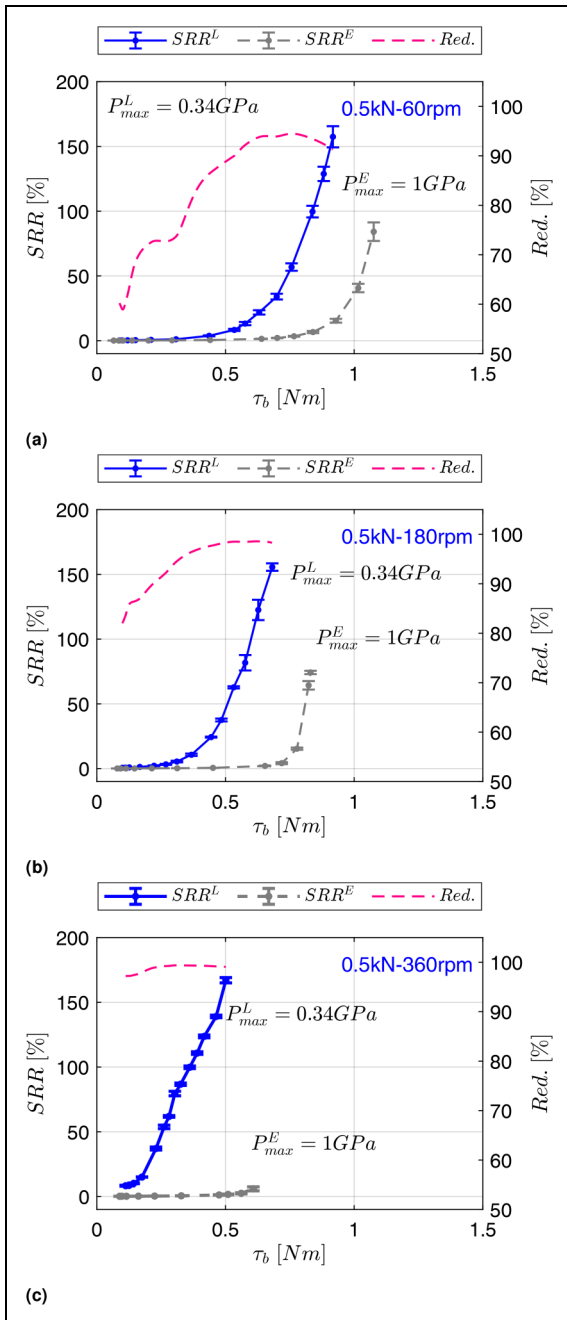 SRR^L SRR^E Red.
200
150
100
50
0
SRR [%]
P^L_max = 0.34GPa
0.5kN-60rpm
P^E_max = 1GPa
100
90
80
70
60
50
Red. [%]
0 0.5 1 1.5
τ_b [Nm]
(a)
SRR^L SRR^E Red.
200
150
100
50
0
SRR [%]
0.5kN-180rpm
P^L_max = 0.34GPa
P^E_max = 1GPa
100
90
80
70
60
50
Red. [%]
0 0.5 1 1.5
τ_b [Nm]
(b)
SRR^L SRR^E Red.
200
150
100
50
0
SRR [%]
0.5kN-360rpm
P^L_max = 0.34GPa
P^E_max = 1GPa
100
90
80
70
60
50
Red. [%]
0 0.5 1 1.5
τ_b [Nm]
(c)